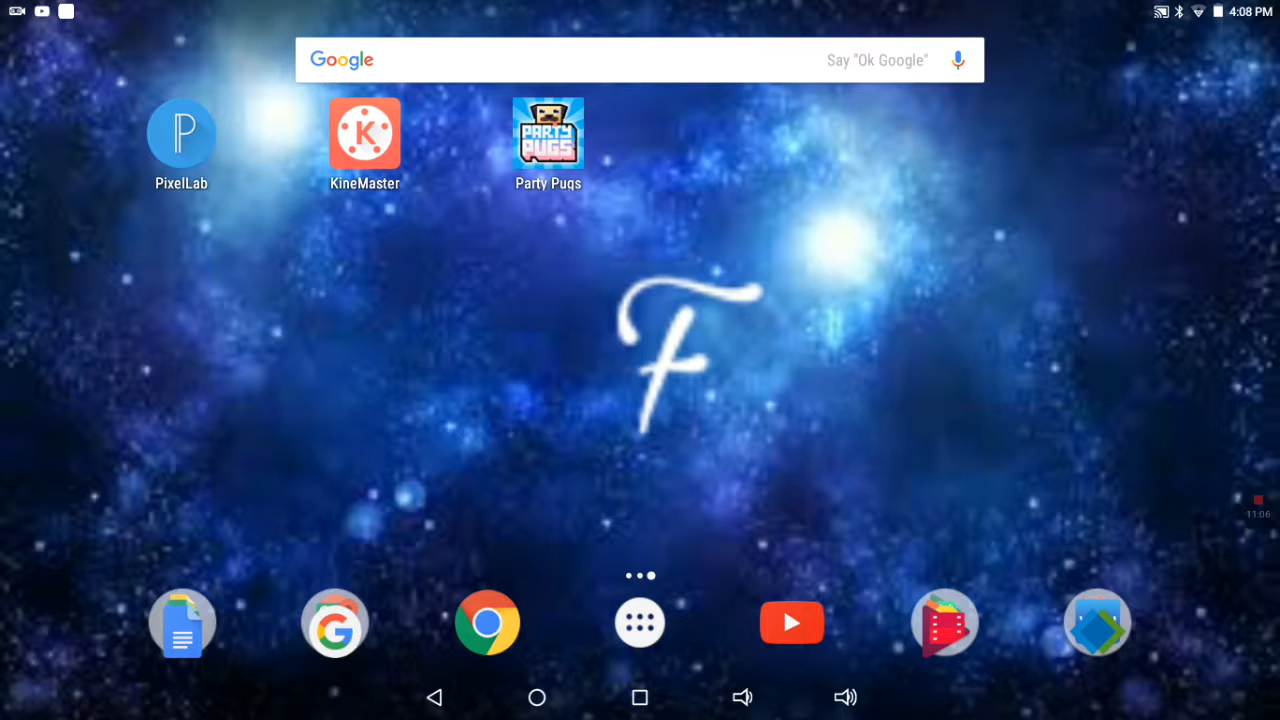 4:08 PM
Google
Say "Ok Google"
P
K
PARTY
PUGS
PixelLab
KineMaster
Party Pugs
F
11:06
G